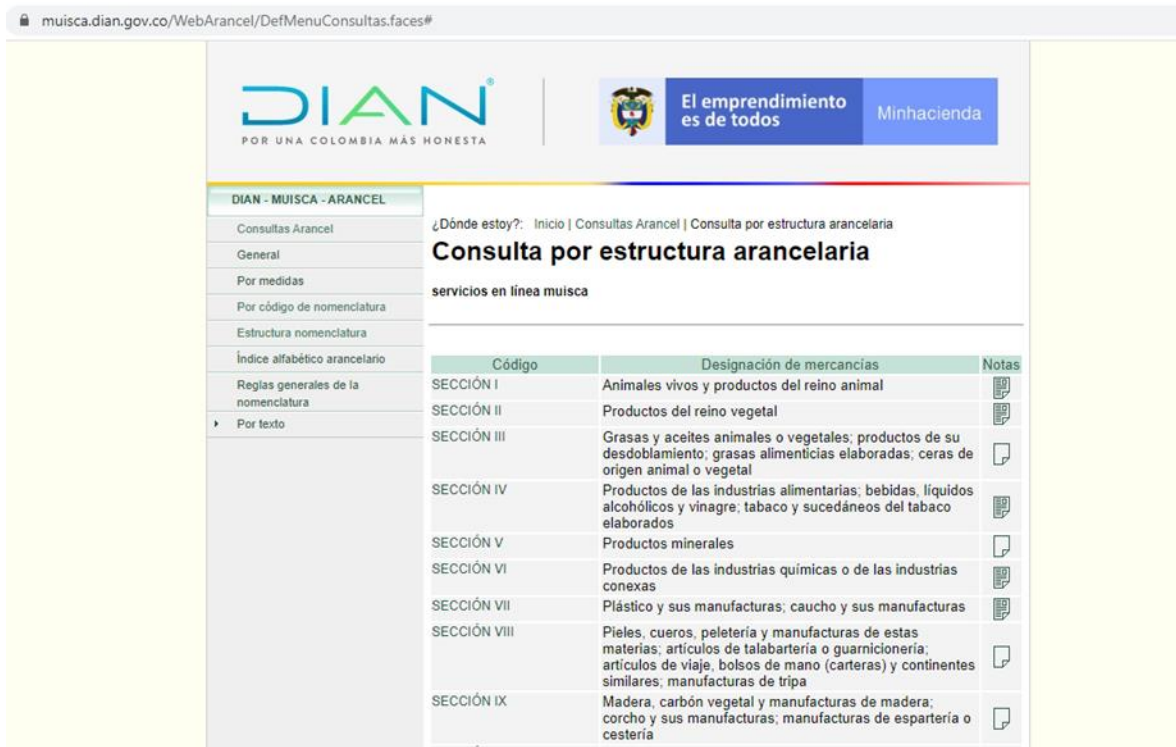 muisca.dian.gov.co/WebArancel/DefMenuConsultas.faces#
DIAN®
POR UNA COLOMBIA MÁS HONESTA
El emprendimiento
es de todos
Minhacienda
DIAN - MUISCA - ARANCEL
Consultas Arancel
General
Por medidas
Por código de nomenclatura
Estructura nomenclatura
Índice alfabético arancelario
Reglas generales de la
nomenclatura
Por texto
¿Dónde estoy?: Inicio | Consultas Arancel | Consulta por estructura arancelaria
Consulta por estructura arancelaria
servicios en línea muisca
Código Designación de mercancías Notas
SECCIÓN I Animales vivos y productos del reino animal
SECCIÓN II Productos del reino vegetal
SECCIÓN III Grasas y aceites animales o vegetales; productos de su
desdoblamiento; grasas alimenticias elaboradas; ceras de
origen animal o vegetal
SECCIÓN IV Productos de las industrias alimentarias; bebidas, líquidos
alcohólicos y vinagre; tabaco y sucedáneos del tabaco
elaborados
SECCIÓN V Productos minerales
SECCIÓN VI Productos de las industrias químicas o de las industrias
conexas
SECCIÓN VII Plástico y sus manufacturas; caucho y sus manufacturas
SECCIÓN VIII Pieles, cueros, peletería y manufacturas de estas
materias; artículos de talabartería o guarnicionería;
artículos de viaje, bolsos de mano (carteras) y continentes
similares; manufacturas de tripa
SECCIÓN IX Madera, carbón vegetal y manufacturas de madera;
corcho y sus manufacturas; manufacturas de espartería o
cestería